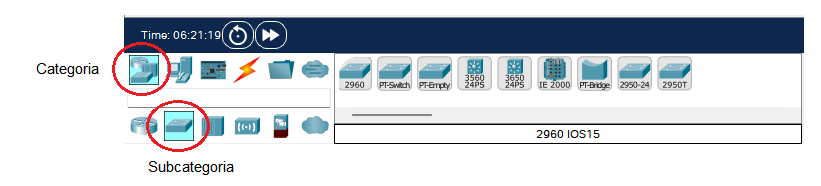 Time: 06:21:19
Categoria
2960
PT-Switch
PT-Empty
3560
24PS
3650
24PS
IE 2000
PT-Bridge
2950-24
2950T
2960 IOS15
Subcategoria